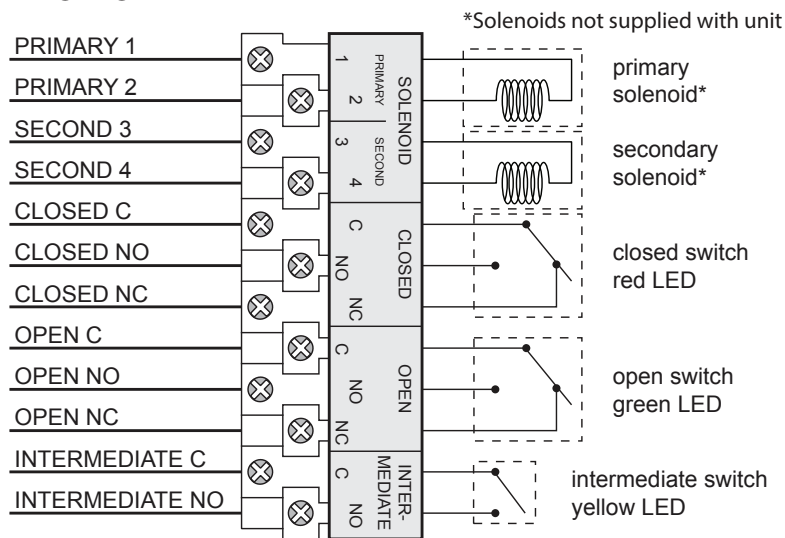 *Solenoids not supplied with unit
PRIMARY 1
PRIMARY 2
SECOND 3
SECOND 4
CLOSED C
CLOSED NO
CLOSED NC
OPEN C
OPEN NO
OPEN NC
INTERMEDIATE C
INTERMEDIATE NO
SOLENOID
PRIMARY
1
2
SECOND
3
4
CLOSED
C
NO
NC
OPEN
C
NO
NC
INTER-
MEDIATE
C
NO
primary
solenoid*
secondary
solenoid*
closed switch
red LED
open switch
green LED
intermediate switch
yellow LED